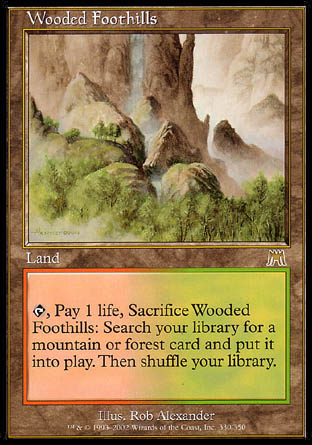 Wooded Foothills
Land
, Pay 1 life, Sacrifice Wooded
Foothills: Search your library for a
mountain or forest card and put it
into play. Then shuffle your library.
Illus. Rob Alexander
™ & © 1993-2002 Wizards of the Coast, Inc. 330/350